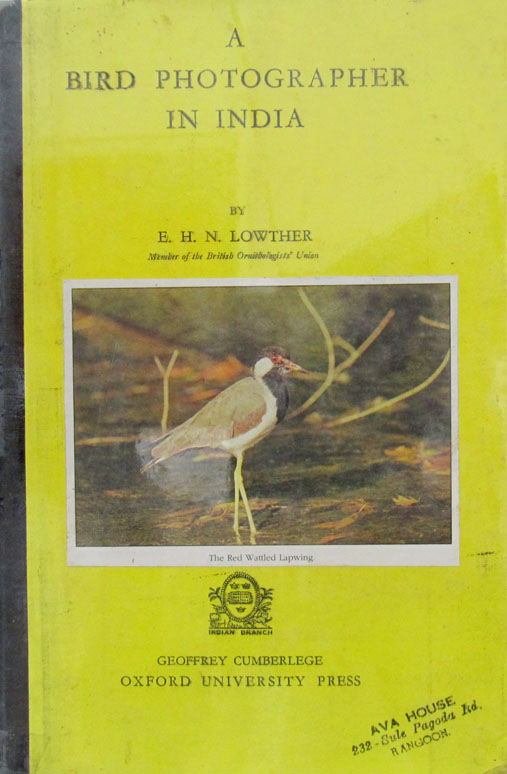 A
BIRD PHOTOGRAPHER
IN INDIA
BY
E. H. N. LOWTHER
Member of the British Ornithologists' Union
The Red Wattled Lapwing.
INDIAN BRANCH
GEOFFREY CUMBERLEGE
OXFORD UNIVERSITY PRESS
AVA HOUSE
232-Sule Pagoda Rd.
RANGOON.